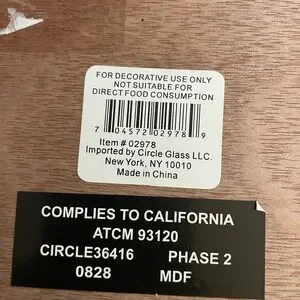 FOR DECORATIVE USE ONLY
NOT SUITABLE FOR
DIRECT FOOD CONSUMPTION
7 04572 02978 9
Item # 02978
Imported by Circle Glass LLC.
New York, NY 10010
Made in China
COMPLIES TO CALIFORNIA
ATCM 93120
CIRCLE36416 PHASE 2
0828 MDF